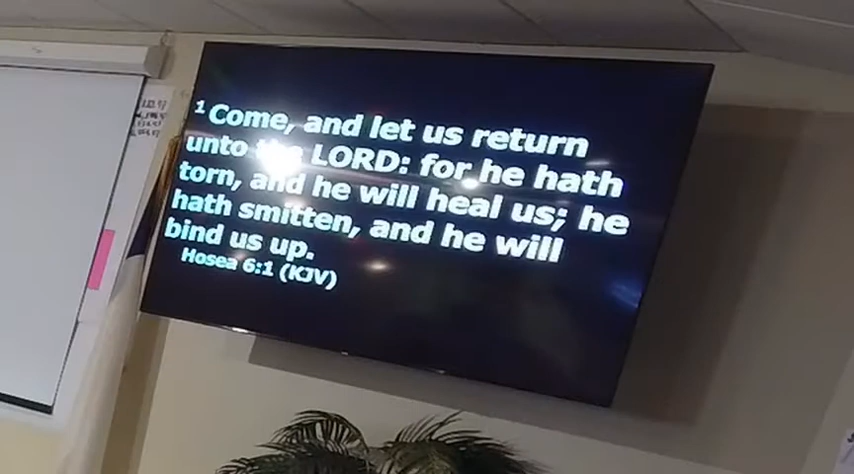 1 Come, and let us return
unto the LORD: for he hath
torn, and he will heal us; he
hath smitten, and he will
bind us up.
Hosea 6:1 (KJV)